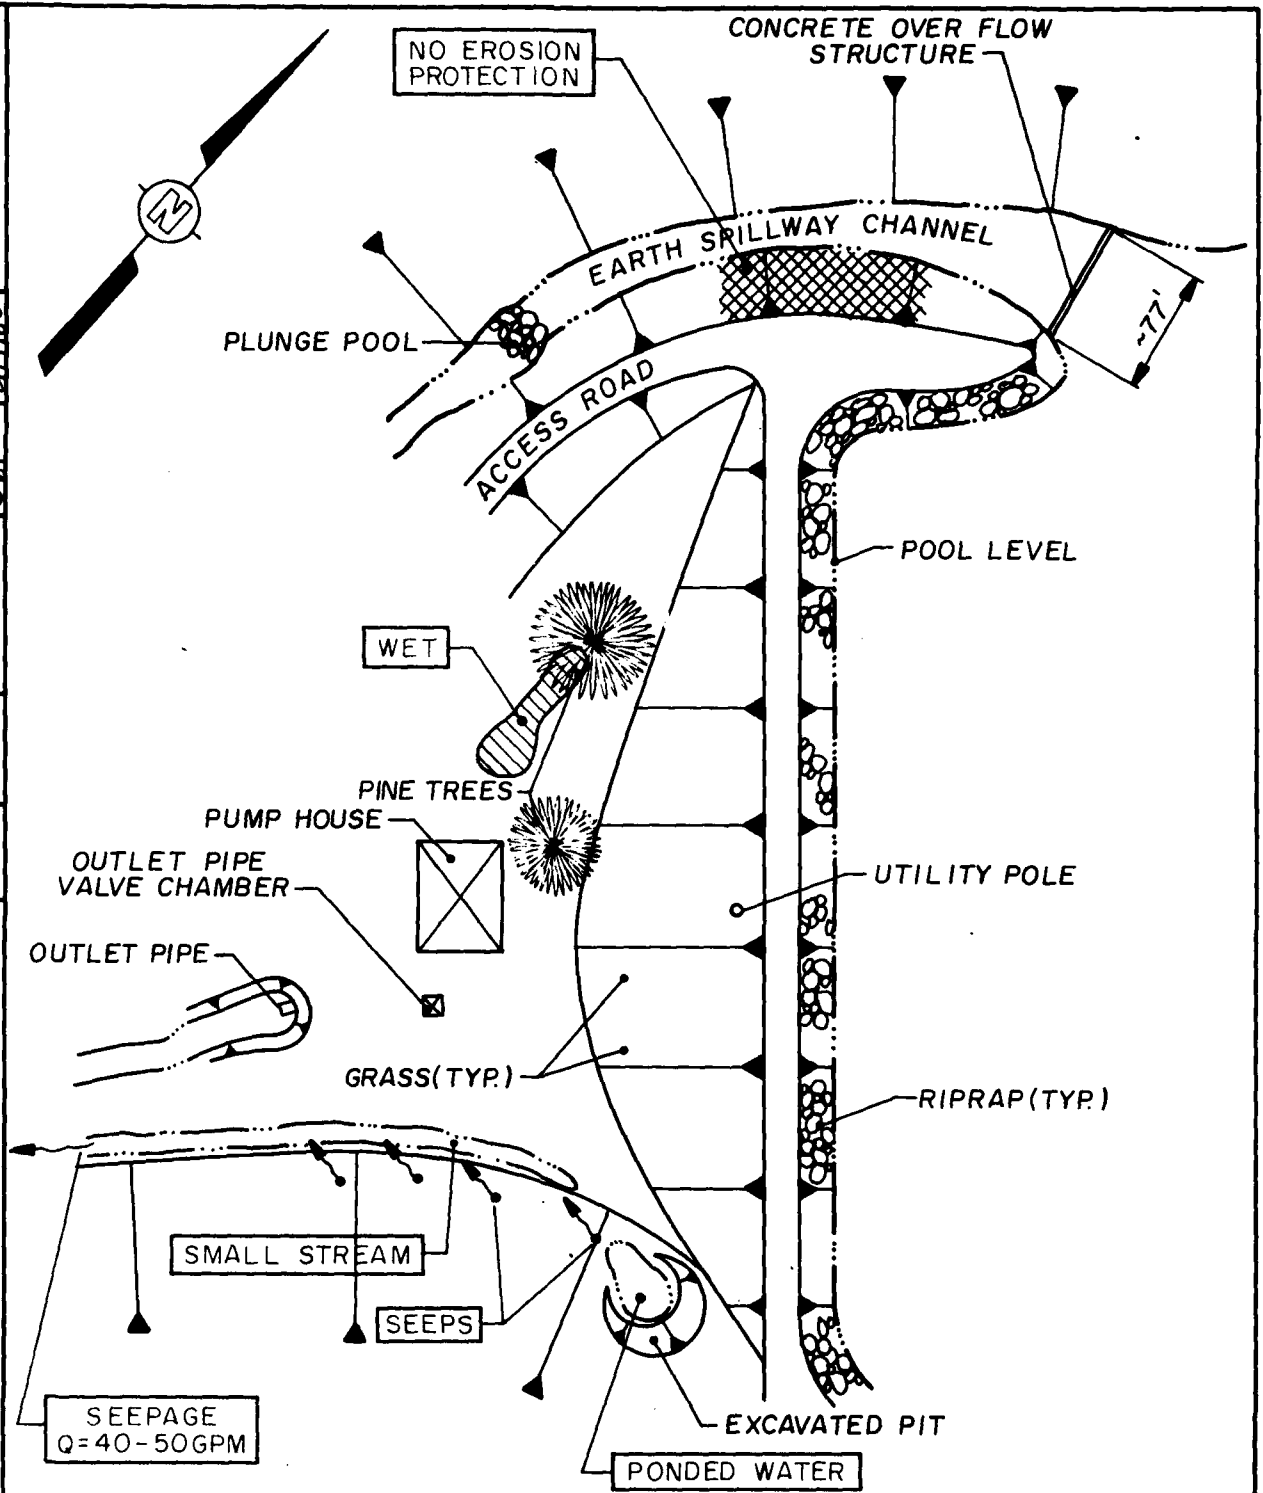 CONCRETE OVER FLOW
STRUCTURE
NO EROSION
PROTECTION
N
EARTH SPILLWAY CHANNEL
~77'
PLUNGE POOL
ACCESS ROAD
POOL LEVEL
WET
PINE TREES
PUMP HOUSE
OUTLET PIPE
VALVE CHAMBER
UTILITY POLE
OUTLET PIPE
GRASS(TYP.)
RIPRAP(TYP.)
SMALL STREAM
SEEPS
SEEPAGE
Q=40-50GPM
EXCAVATED PIT
PONDED WATER